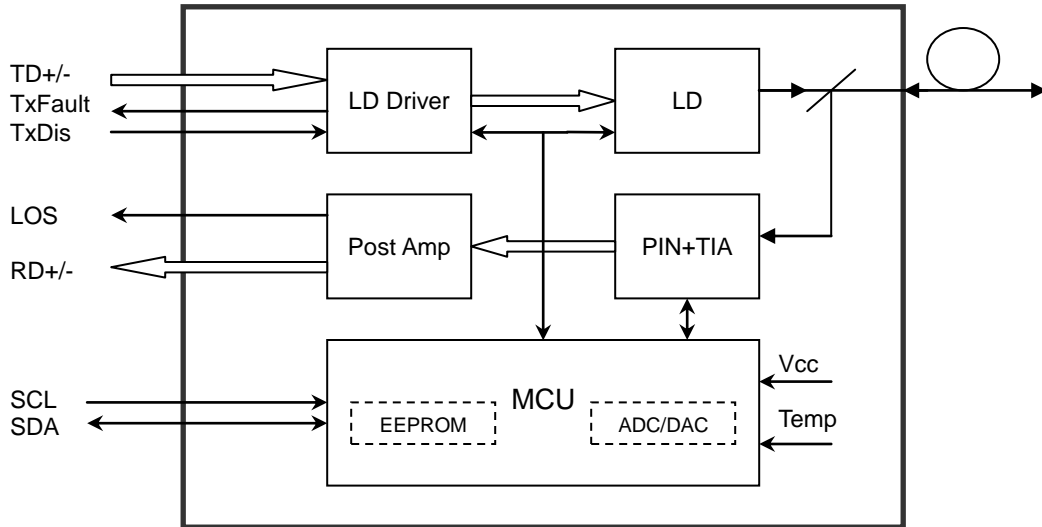 TD+/-
TxFault
TxDis
LD Driver
LD
LOS
RD+/-
Post Amp
PIN+TIA
SCL
SDA
MCU
EEPROM
ADC/DAC
Vcc
Temp